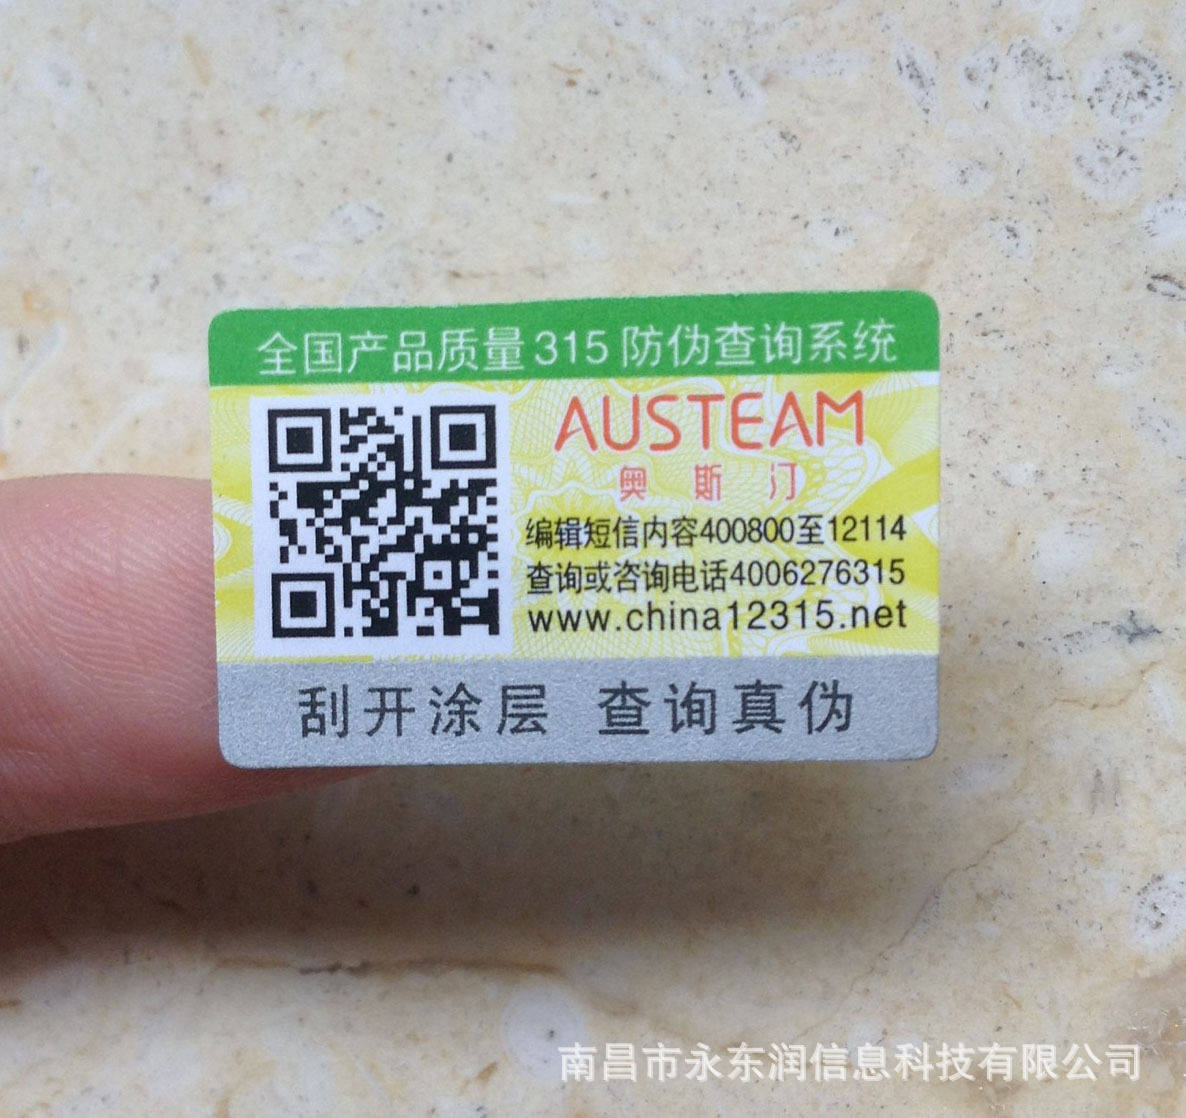 全国产品质量315防伪查询系统
AUSTEAM
奥斯汀
编辑短信内容400800至12114
查询或咨询电话4006276315
www.china12315.net
刮开涂层 查询真伪
南昌市永东润信息科技有限公司